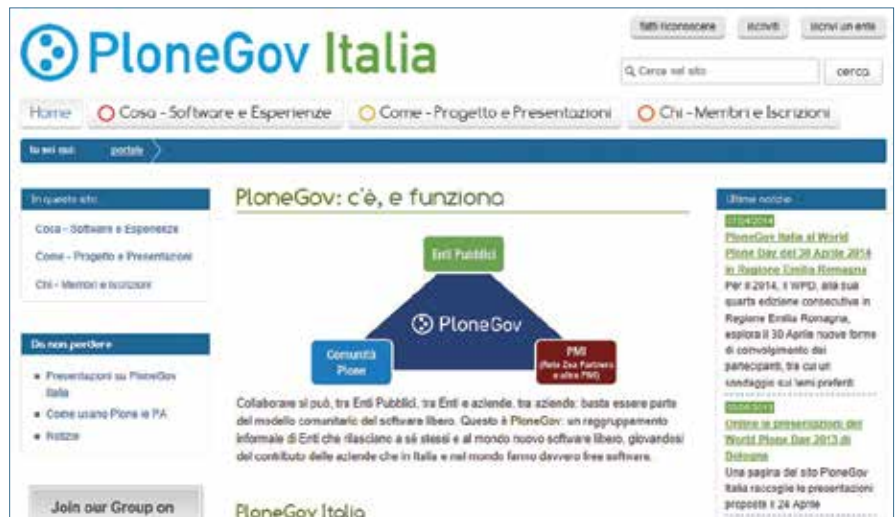 PloneGov Italia
fatti riconoscere
iscriviti
iscrivi un ente
Cerca nel sito
cerca
Home
Cosa - Software e Esperienze
Come - Progetto e Presentazioni
Chi - Membri e Iscrizioni
tu sei qui:
portale
In questo sito
Cosa - Software e Esperienze
Come - Progetto e Presentazioni
Chi - Membri e Iscrizioni
Da non perdere
Presentazioni su PloneGov
Italia
Come usano Plone le PA
Notizie
Join our Group on
PloneGov: c'è, e funziona
Enti Pubblici
PloneGov
Comunità
Plone
PMI
(Rete Zea Partners
e altre PMI)
Collaborare si può, tra Enti Pubblici, tra Enti e aziende, tra aziende: basta essere parte
del modello comunitario del software libero. Questo è PloneGov: un raggruppamento
informale di Enti che rilasciano a sé stessi e al mondo nuovo software libero, giovandosi
del contributo delle aziende che in Italia e nel mondo fanno davvero free software.
PloneGov Italia
Ultime notizie
PloneGov Italia al World
Plone Day del 30 Aprile 2014
in Regione Emilia Romagna
Per il 2014, il WPD, alla sua
quarta edizione consecutiva in
Regione Emilia Romagna,
esplora il 30 Aprile nuove forme
di coinvolgimento dei
partecipanti, tra cui un
sondaggio sui temi preferiti
Online le presentazioni del
World Plone Day 2013 di
Bologna
Una pagina del sito PloneGov
Italia raccoglie le presentazioni
proposte il 24 Aprile